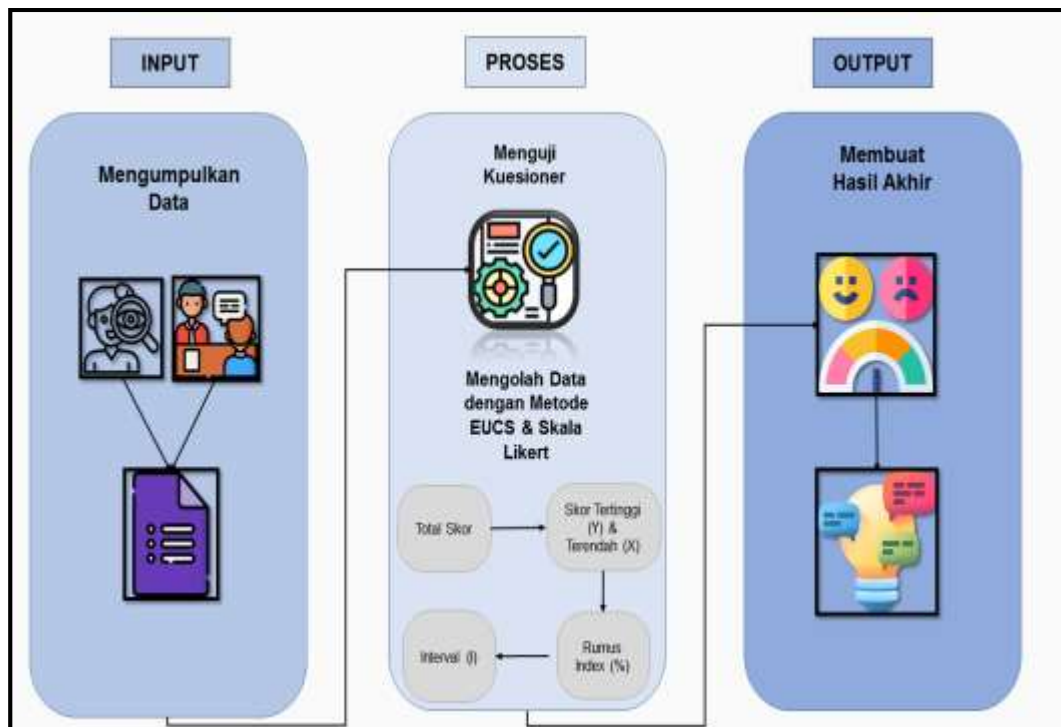 INPUT
Mengumpulkan
Data
PROSES
Menguji
Kuesioner
Mengolah Data
dengan Metode
EUCS & Skala
Likert
Total Skor
Skor Tertinggi
(Y) &
Terendah (X)
Interval (I)
Rumus
Index (%)
OUTPUT
Membuat
Hasil Akhir